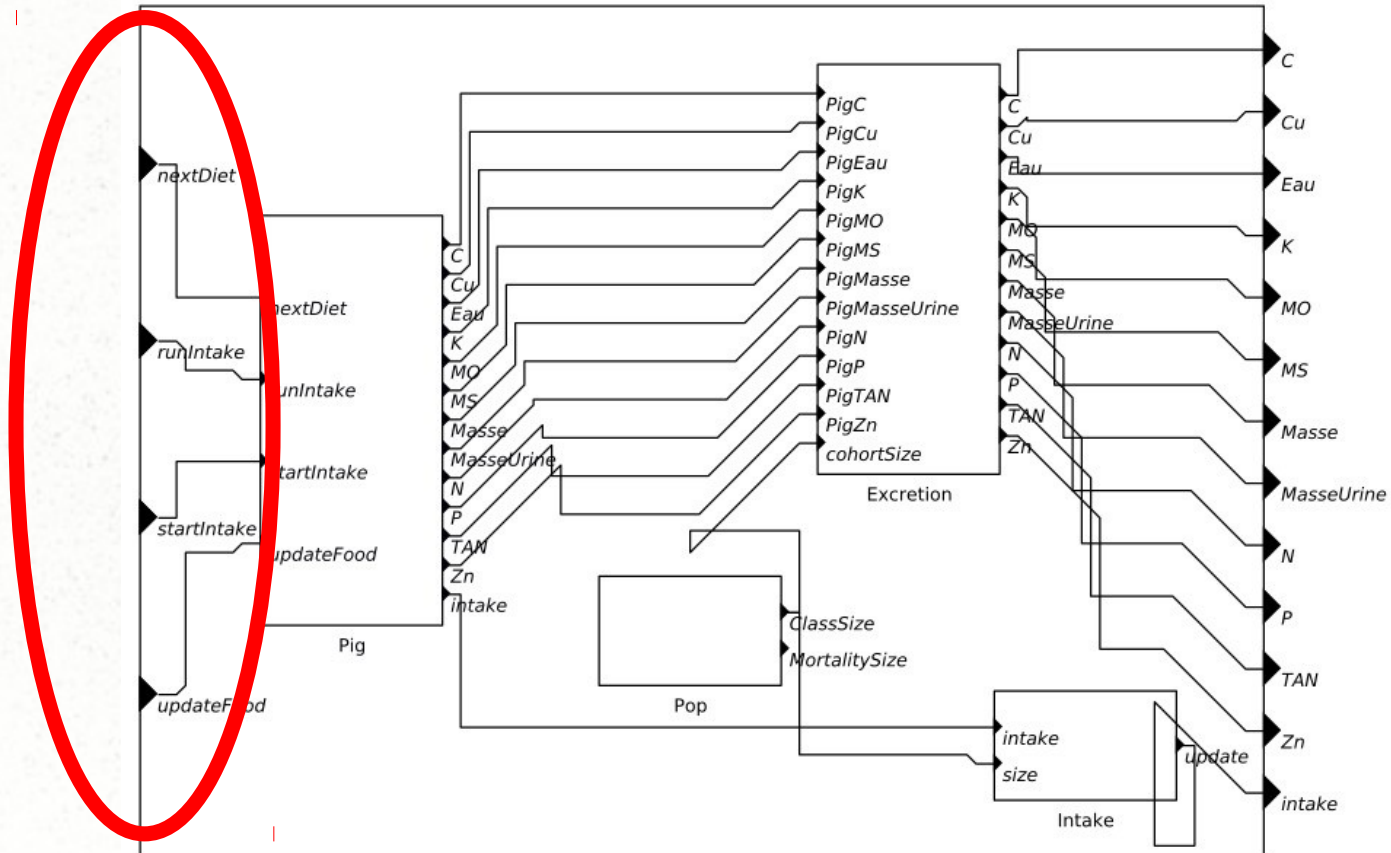 nextDiet
runIntake
startIntake
updateFood
nextDiet
runIntake
startIntake
updateFood
C
Cu
Eau
K
MO
MS
Masse
MasseUrine
N
P
TAN
Zn
intake
Pig
PigC
PigCu
PigEau
PigK
PigMO
PigMS
PigMasse
PigMasseUrine
PigN
PigP
PigTAN
PigZn
cohortSize
C
Cu
Eau
K
MO
MS
Masse
MasseUrine
N
P
TAN
Zn
Excretion
ClassSize
MortalitySize
Pop
intake
size
update
Intake
C
Cu
Eau
K
MO
MS
Masse
MasseUrine
N
P
TAN
Zn
intake